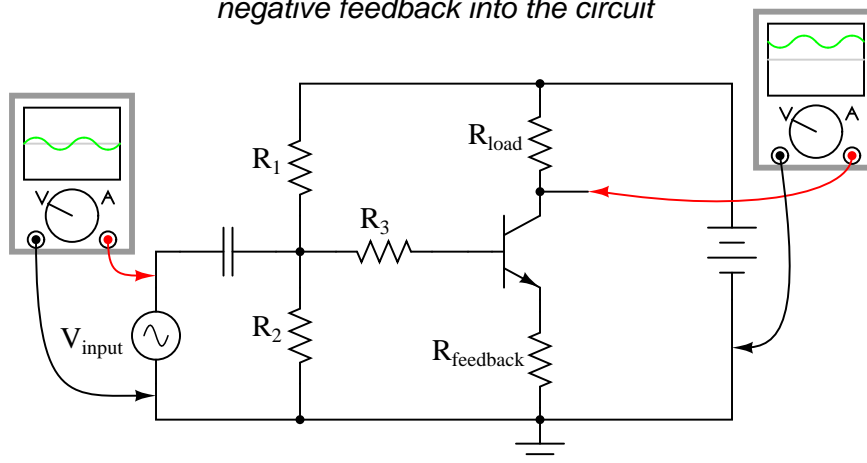 negative feedback into the circuit
V A
R1
Rload
R3
V A
R2
Vinput
Rfeedback